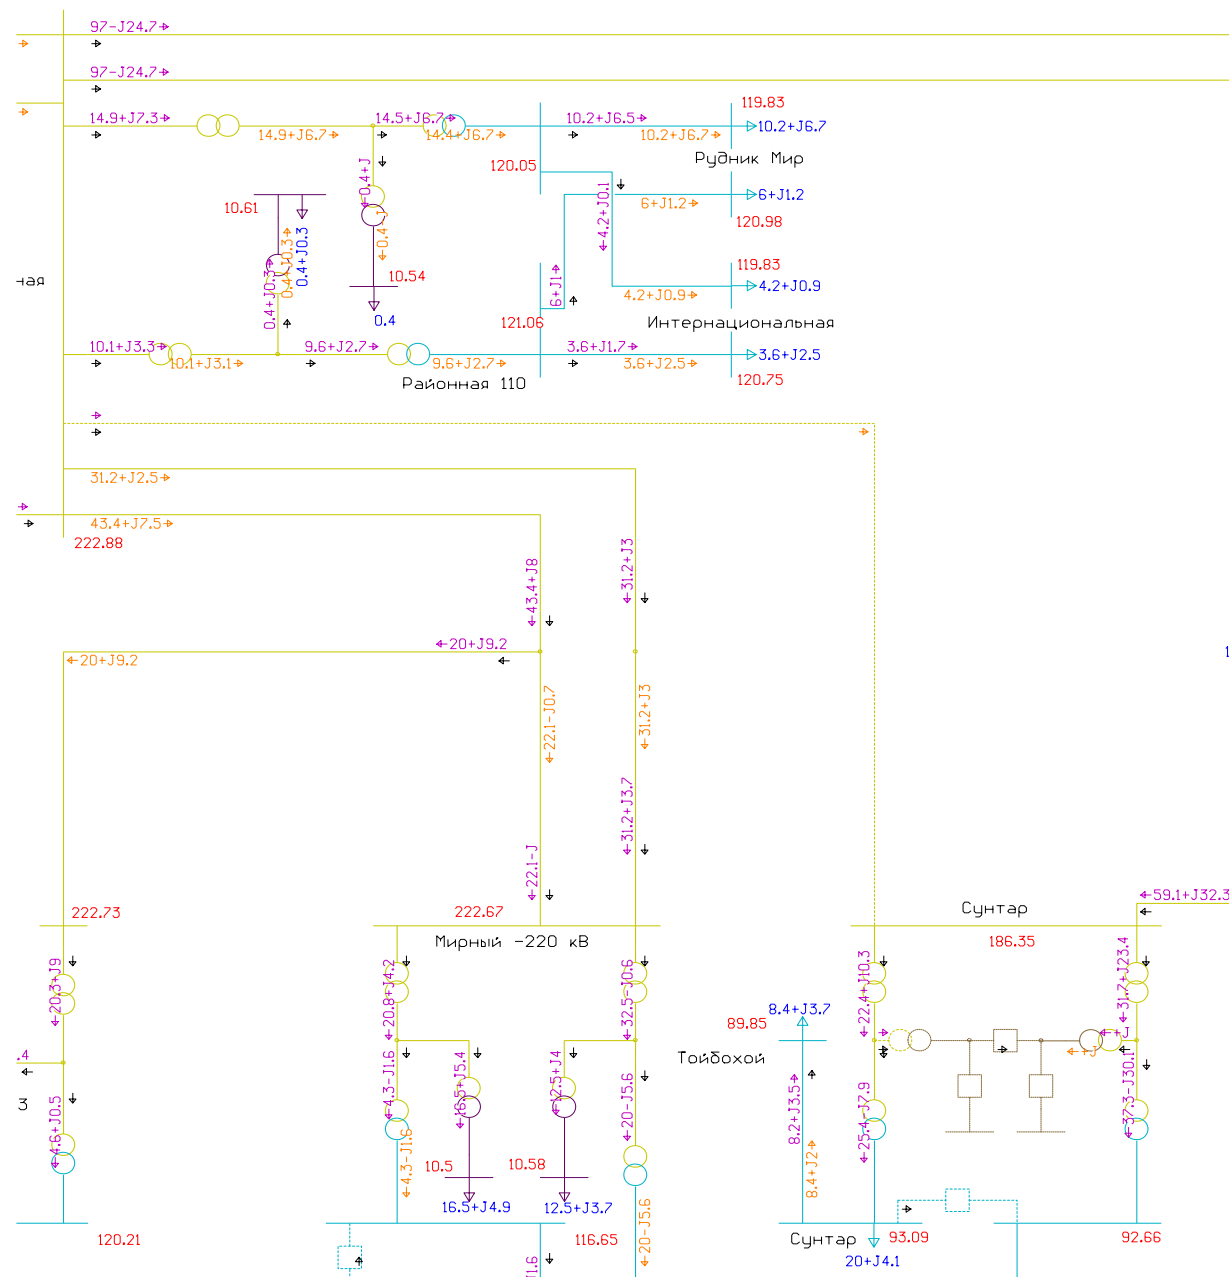 97-J24.7
97-J24.7
119.83
14.9+J7.3
14.5+J6.7
10.2+J6.5
10.2+J6.7
14.9+J6.7
14.4+J6.7
10.2+J6.7
Рудник Мир
120.05
0.4+J
6+J1.2
6+J1.2
10.61
120.98
4.2+J0.1
0.4+J0.3
0.4+J0.3
119.83
ная
10.54
6+J1
4.2+J0.9
4.2+J0.9
0.4+J0.3
0.4
121.06
Интернациональная
10.1+J3.3
9.6+J2.7
3.6+J1.7
3.6+J2.5
10.1+J3.1
9.6+J2.7
3.6+J2.5
Районная 110
120.75
31.2+J2.5
43.4+J7.5
222.88
43.4+J8
31.2+J3
20+J9.2
20+J9.2
1
22.1-J0.7
31.2+J3
31.2+J3.7
22.1-J
59.1+J32.3
222.73
222.67
Сунтар
Мирный -220 кВ
186.35
20.3+J9
20.8+J4.2
32.5-J0.6
22.4+J10.3
31.7+J23.4
8.4+J3.7
89.85
+J
.4
Тойбохой
+J
4.3-J1.6
16.5+J5.4
12.5+J4
20-J5.6
8.2+J3.5
25.4-J7.9
37.3-J30.1
4.6+J0.5
4.3-J1.6
10.5
10.58
8.4+J2
16.5+J4.9
12.5+J3.7
20-J5.6
120.21
116.65
Сунтар
93.09
92.66
20+J4.1
J1.6